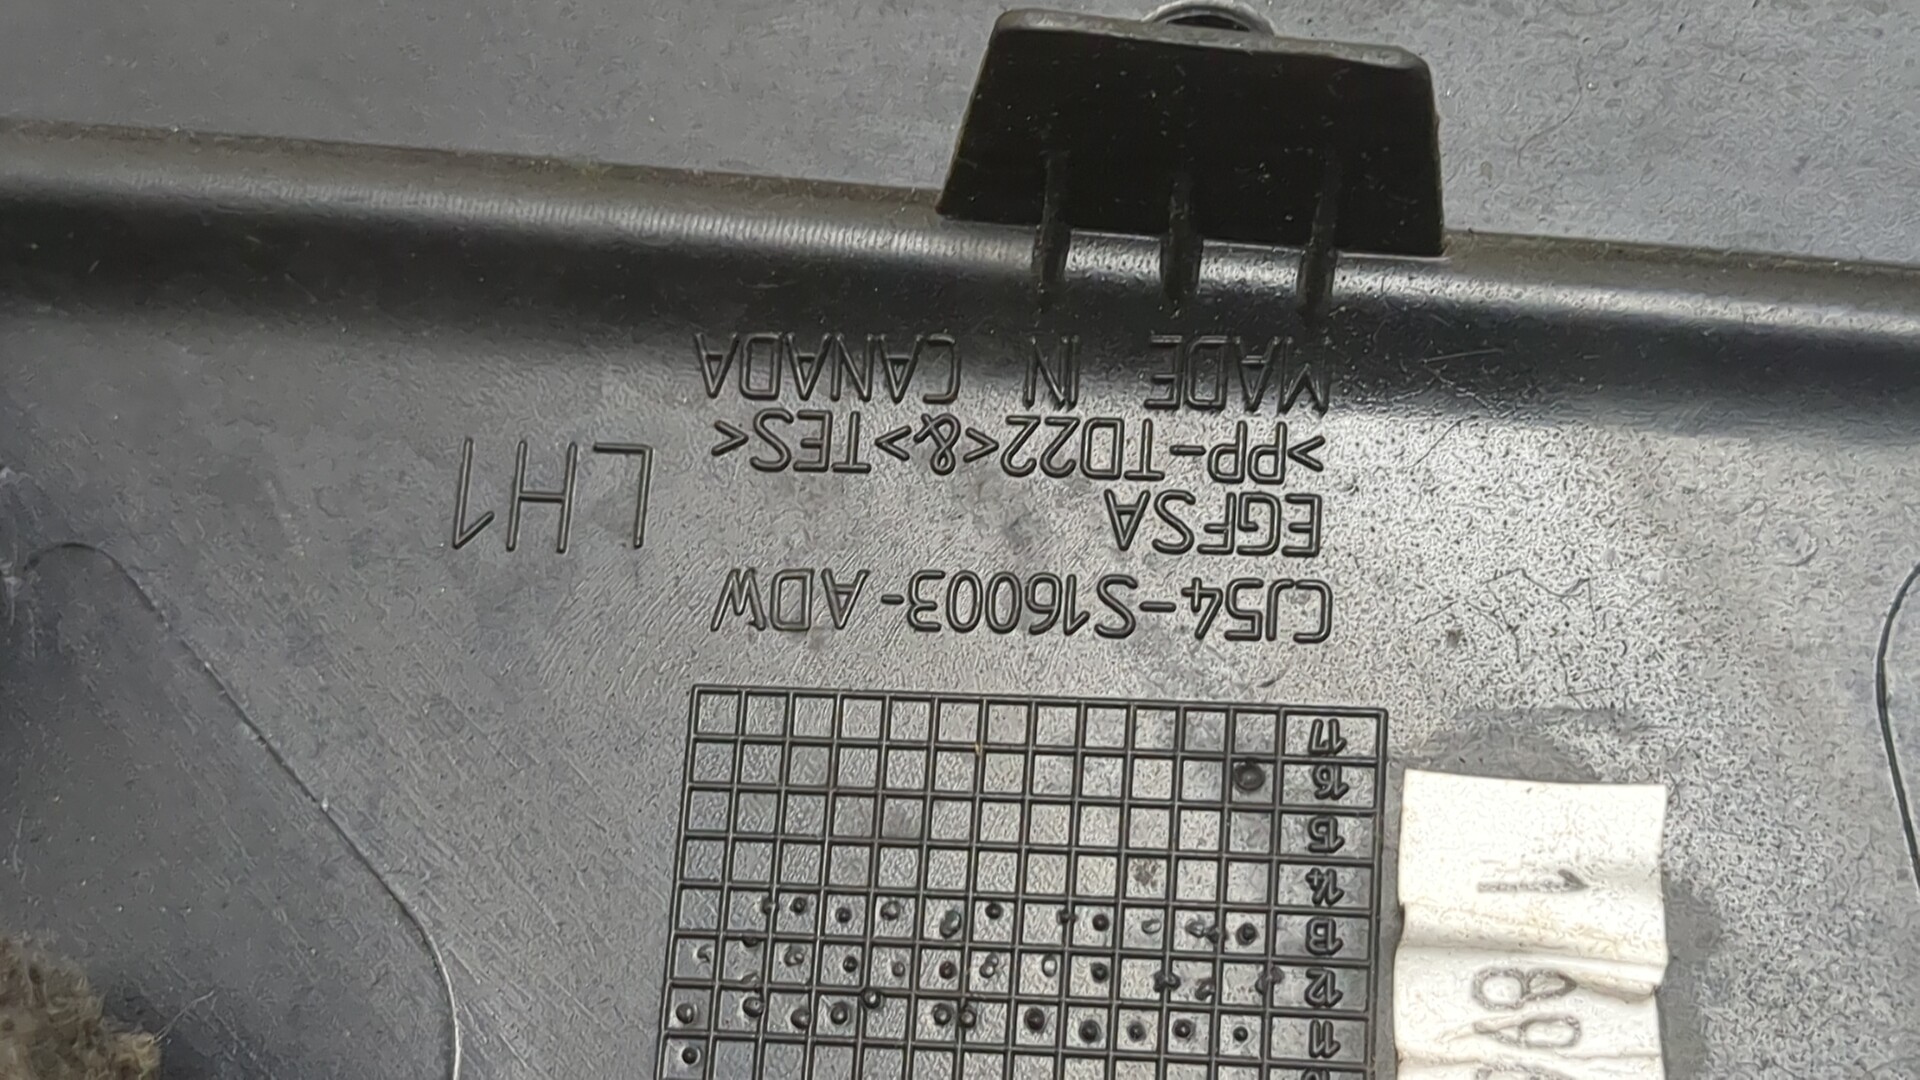 11
12
13
14
15
16
17
CJ54-S16003-ADW
EGFSA
>PP-TD22<&>TES<
MADE IN CANADA
LH1